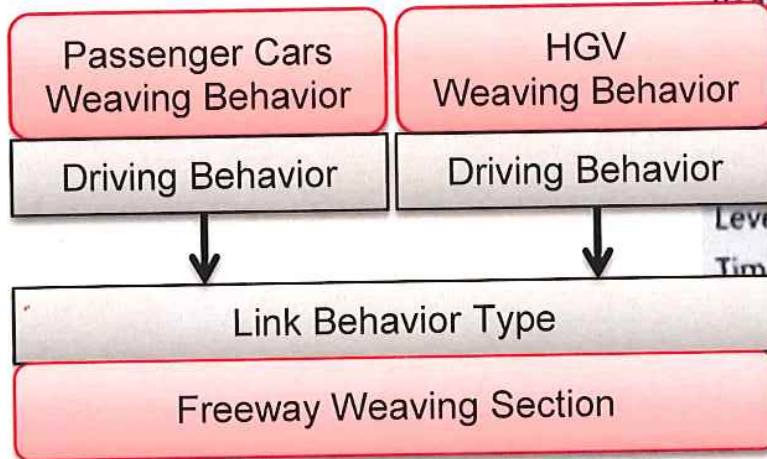 Passenger Cars
Weaving Behavior
HGV
Weaving Behavior
Driving Behavior
Driving Behavior
Link Behavior Type
Freeway Weaving Section